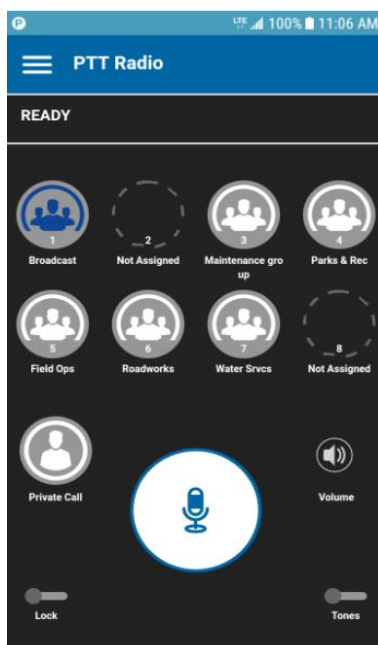 P LTE 100% 11:06 AM
PTT Radio
READY
1 2 3 4
Broadcast Not Assigned Maintenance gro Parks & Rec
up
5 6 7 8
Field Ops Roadworks Water Srvcs Not Assigned
Private Call Volume
Lock Tones